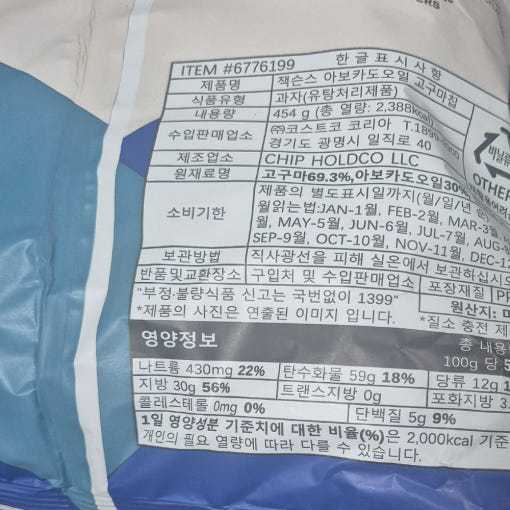 ERS
ITEM #6776199 한글표시사항
제품명 잭슨스 아보카도오일 고구마칩
식품유형 과자(유탕처리제품)
내용량 454 g (총 열량: 2,388kcal)
수입판매업소 ㈜코스트코 코리아 T.1899-
경기도 광명시 일직로 40
제조업소 CHIP HOLDCO LLC
원재료명 고구마69.3%,아보카도오일30%
소비기한 제품의 별도표시일까지(월/일/년
월읽는법:JAN-1월, FEB-2월, MAR-3월,
월, MAY-5월, JUN-6월, JUL-7월, AUG-8
SEP-9월, OCT-10월, NOV-11월, DEC-12
보관방법 직사광선을 피해 실온에서 보관하십시오
반품및교환장소 구입처 및 수입판매업소 포장재질
"부정·불량식품 신고는 국번없이 1399" 원산지:
*제품의 사진은 연출된 이미지 입니다. *질소 충전
비닐류
OTHER
영양정보 총 내용
100g 당
나트륨 430mg 22% 탄수화물 59g 18% 당류 12g
지방 30g 56% 트랜스지방 0g 포화지방 3.
콜레스테롤 0mg 0% 단백질 5g 9%
1일 영양성분 기준치에 대한 비율(%)은 2,000kcal 기준
개인의 필요 열량에 따라 다를 수 있습니다.